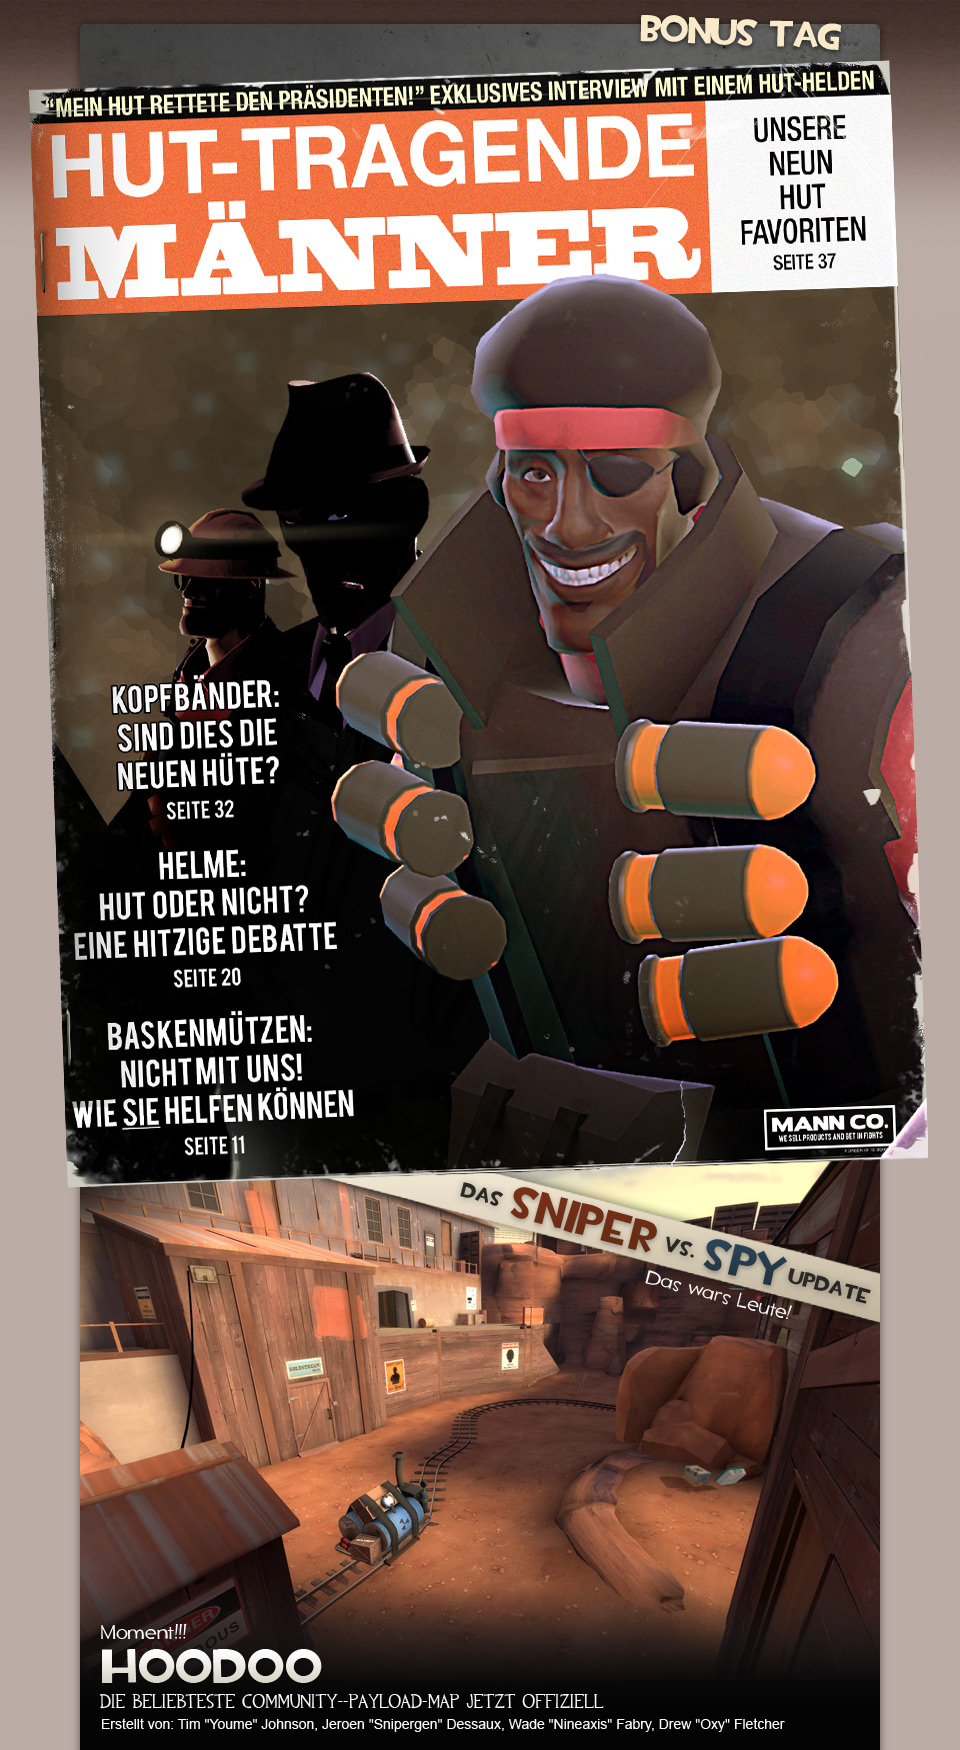 BONUS TAG
“MEIN HUT RETTETE DEN PRÄSIDENTEN!” EXKLUSIVES INTERVIEW MIT EINEM HUT-HELDEN
HUT-TRAGENDE
MÄNNER
UNSERE
NEUN
HUT
FAVORITEN
SEITE 37
KOPFBÄNDER:
SIND DIES DIE
NEUEN HÜTE?
SEITE 32
HELME:
HUT ODER NICHT?
EINE HITZIGE DEBATTE
SEITE 20
BASKENMÜTZEN:
NICHT MIT UNS!
WIE SIE HELFEN KÖNNEN
SEITE 11
MANN CO.
WE SELL PRODUCTS AND GET IN FIGHTS
DAS SNIPER VS. SPY UPDATE
Das wars Leute!
GOLDSTREAK
Moment!!!
HOODOO
DIE BELIEBTESTE COMMUNITY--PAYLOAD-MAP JETZT OFFIZIELL
Erstellt von: Tim "Youme" Johnson, Jeroen "Snipergen" Dessaux, Wade "Nineaxis" Fabry, Drew "Oxy" Fletcher